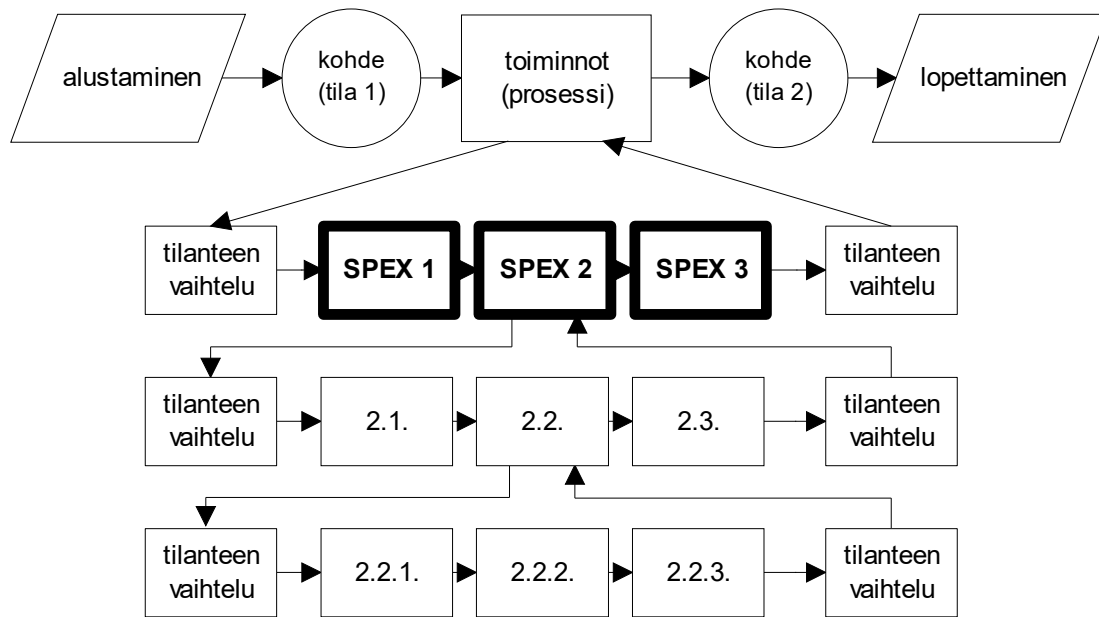 alustaminen
kohde
(tila 1)
toiminnot
(prosessi)
kohde
(tila 2)
lopettaminen
tilanteen
vaihtelu
SPEX 1
SPEX 2
SPEX 3
tilanteen
vaihtelu
tilanteen
vaihtelu
2.1.
2.2.
2.3.
tilanteen
vaihtelu
tilanteen
vaihtelu
2.2.1.
2.2.2.
2.2.3.
tilanteen
vaihtelu